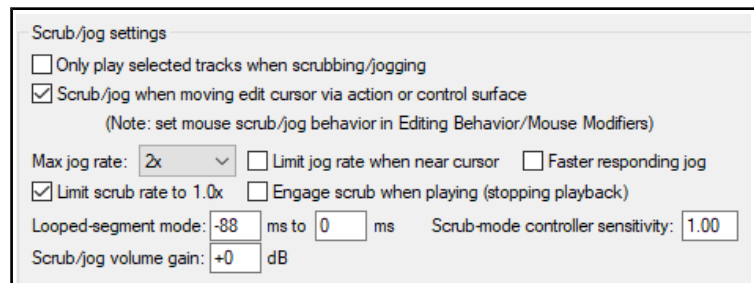 Scrub/jog settings
Only play selected tracks when scrubbing/jogging
Scrub/jog when moving edit cursor via action or control surface
(Note: set mouse scrub/jog behavior in Editing Behavior/Mouse Modifiers)
Max jog rate: 2x Limit jog rate when near cursor Faster responding jog
Limit scrub rate to 1.0x Engage scrub when playing (stopping playback)
Looped-segment mode: -88 ms to 0 ms Scrub-mode controller sensitivity: 1.00
Scrub/jog volume gain: +0 dB